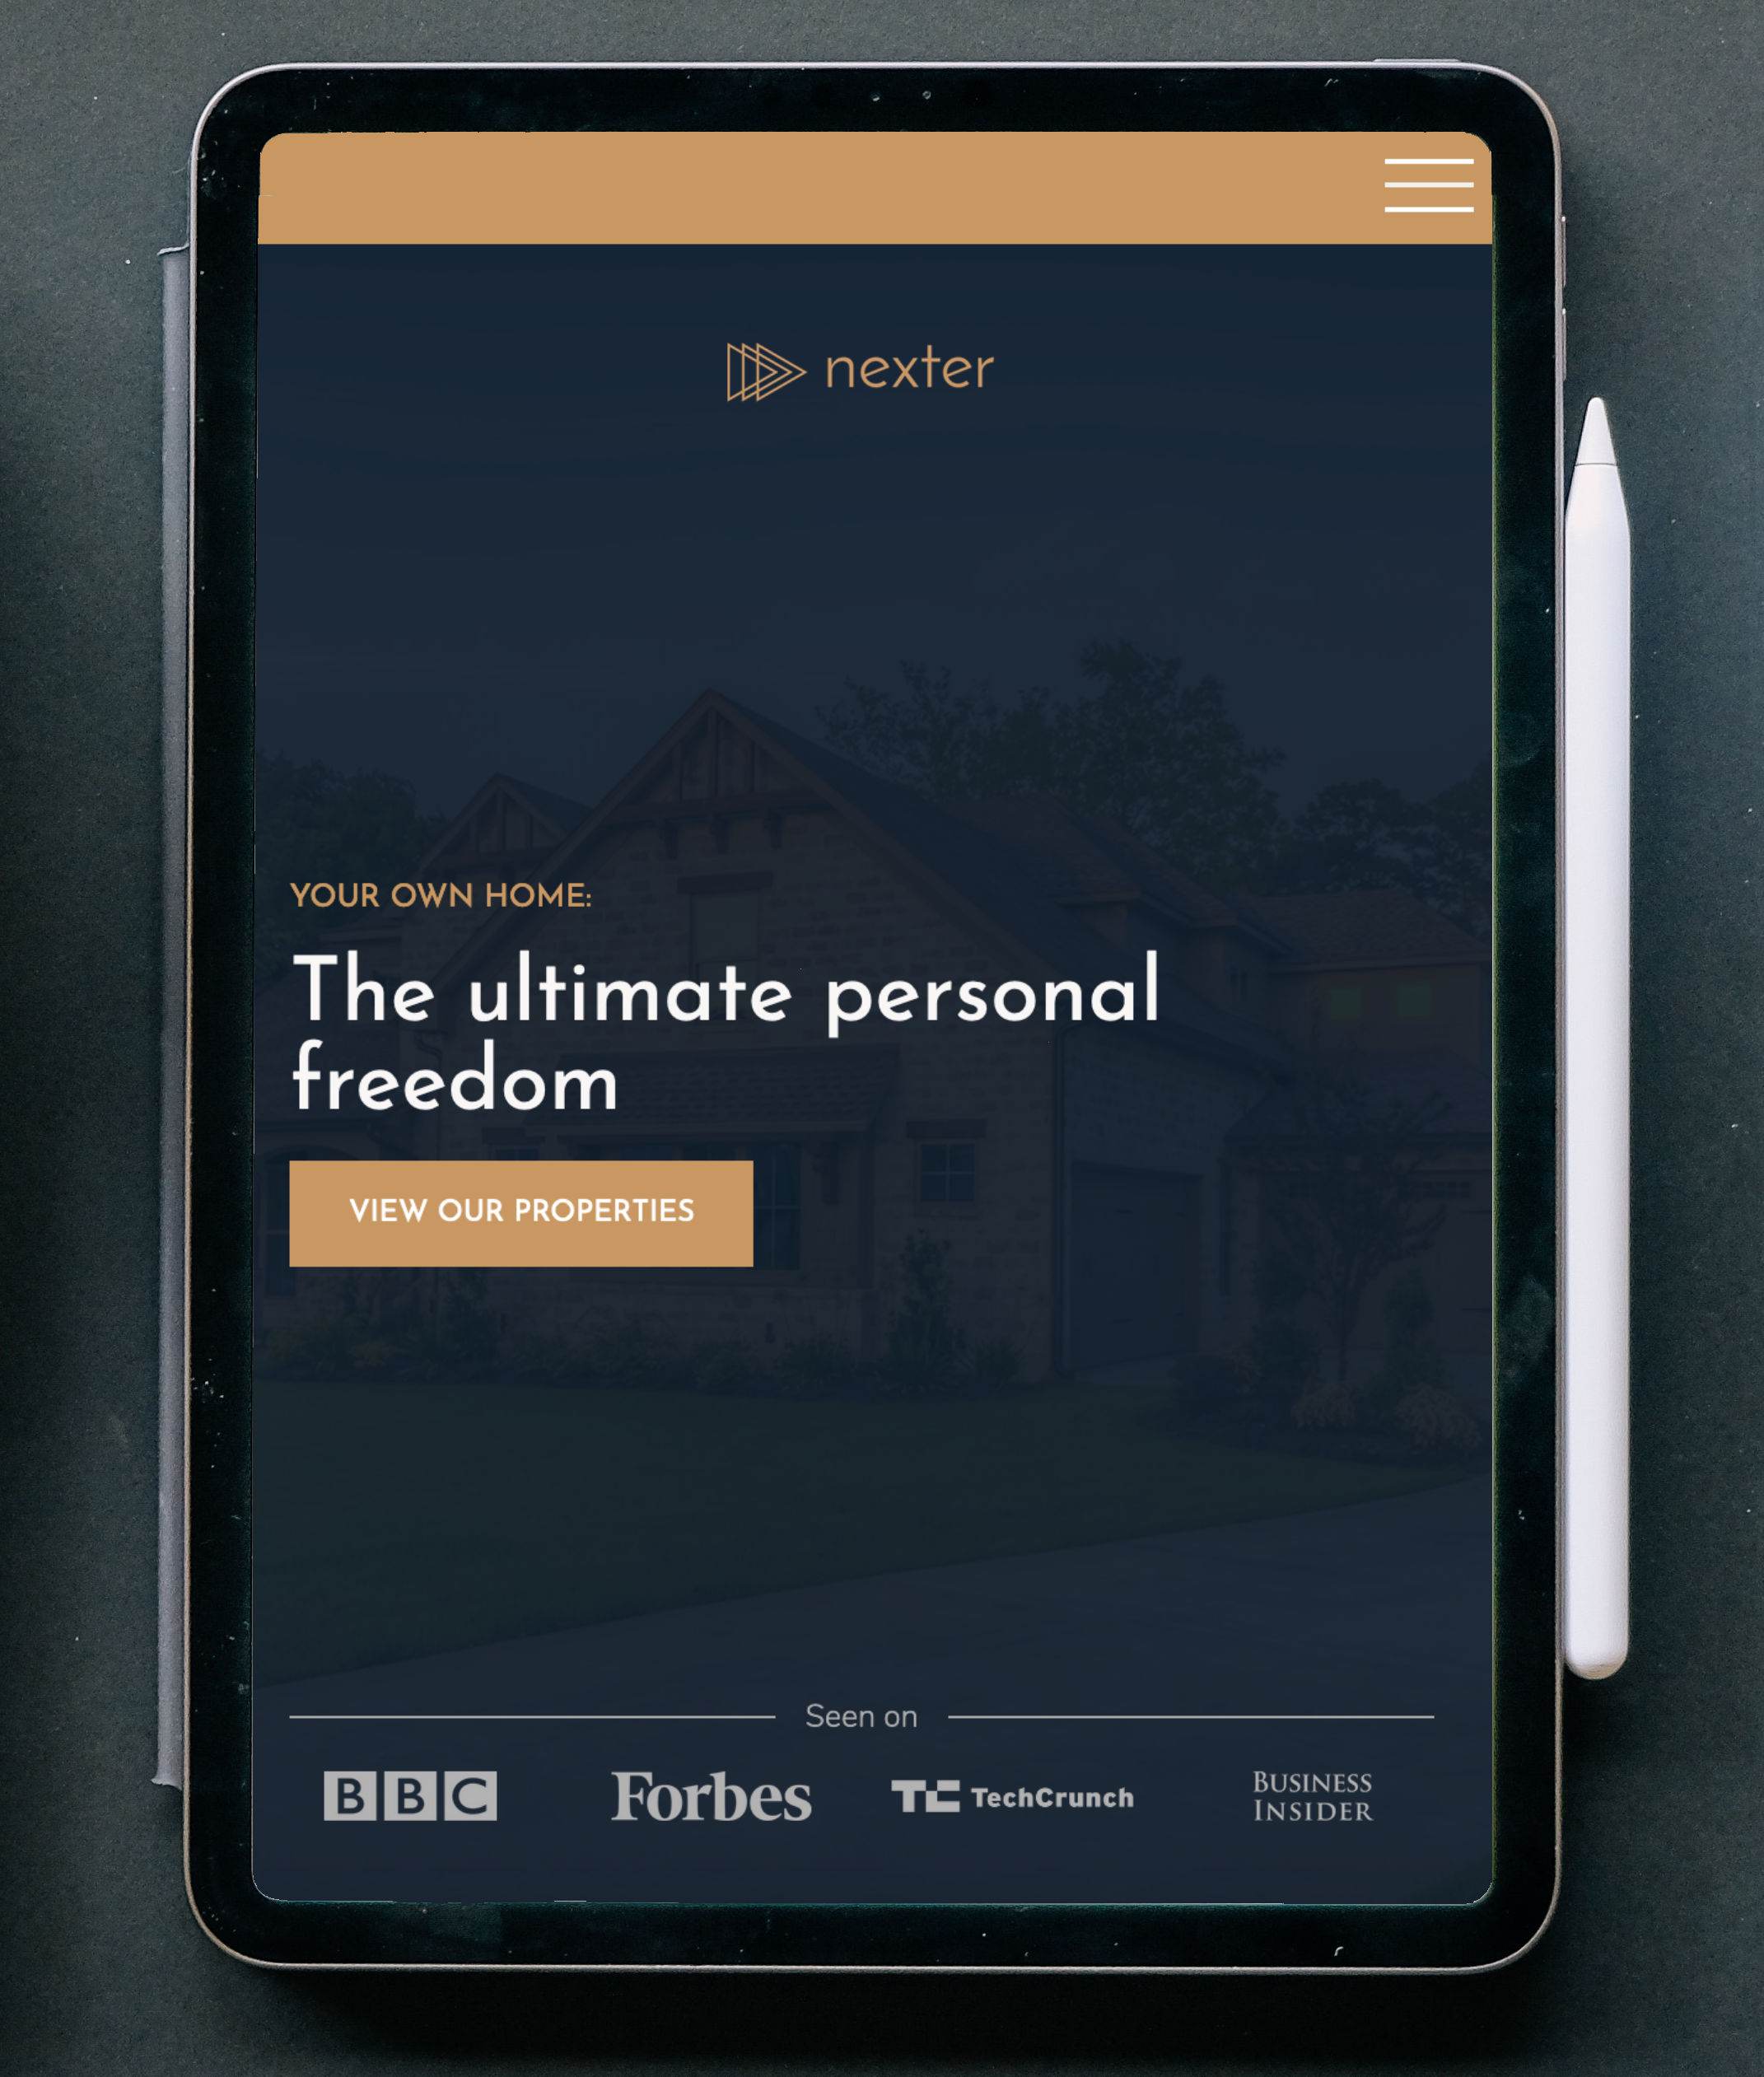 nexter
YOUR OWN HOME:
The ultimate personal
freedom
VIEW OUR PROPERTIES
Seen on
BBC
Forbes
TC TechCrunch
BUSINESS
INSIDER